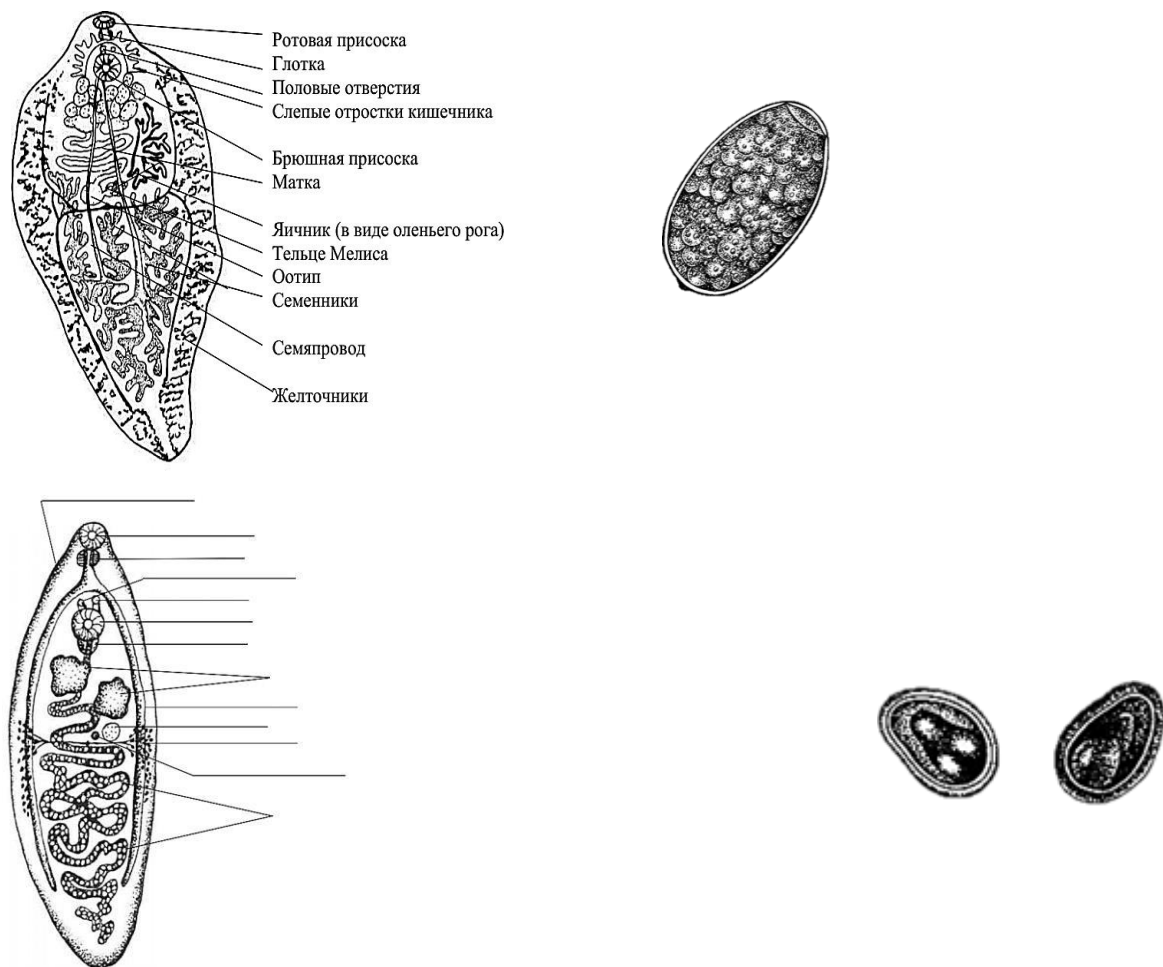 Ротовая присоска
Глотка
Половые отверстия
Слепые отростки кишечника
Брюшная присоска
Матка
Яичник (в виде оленьего рога)
Тельце Мелиса
Оотип
Семенники
Семяпровод
Желточники